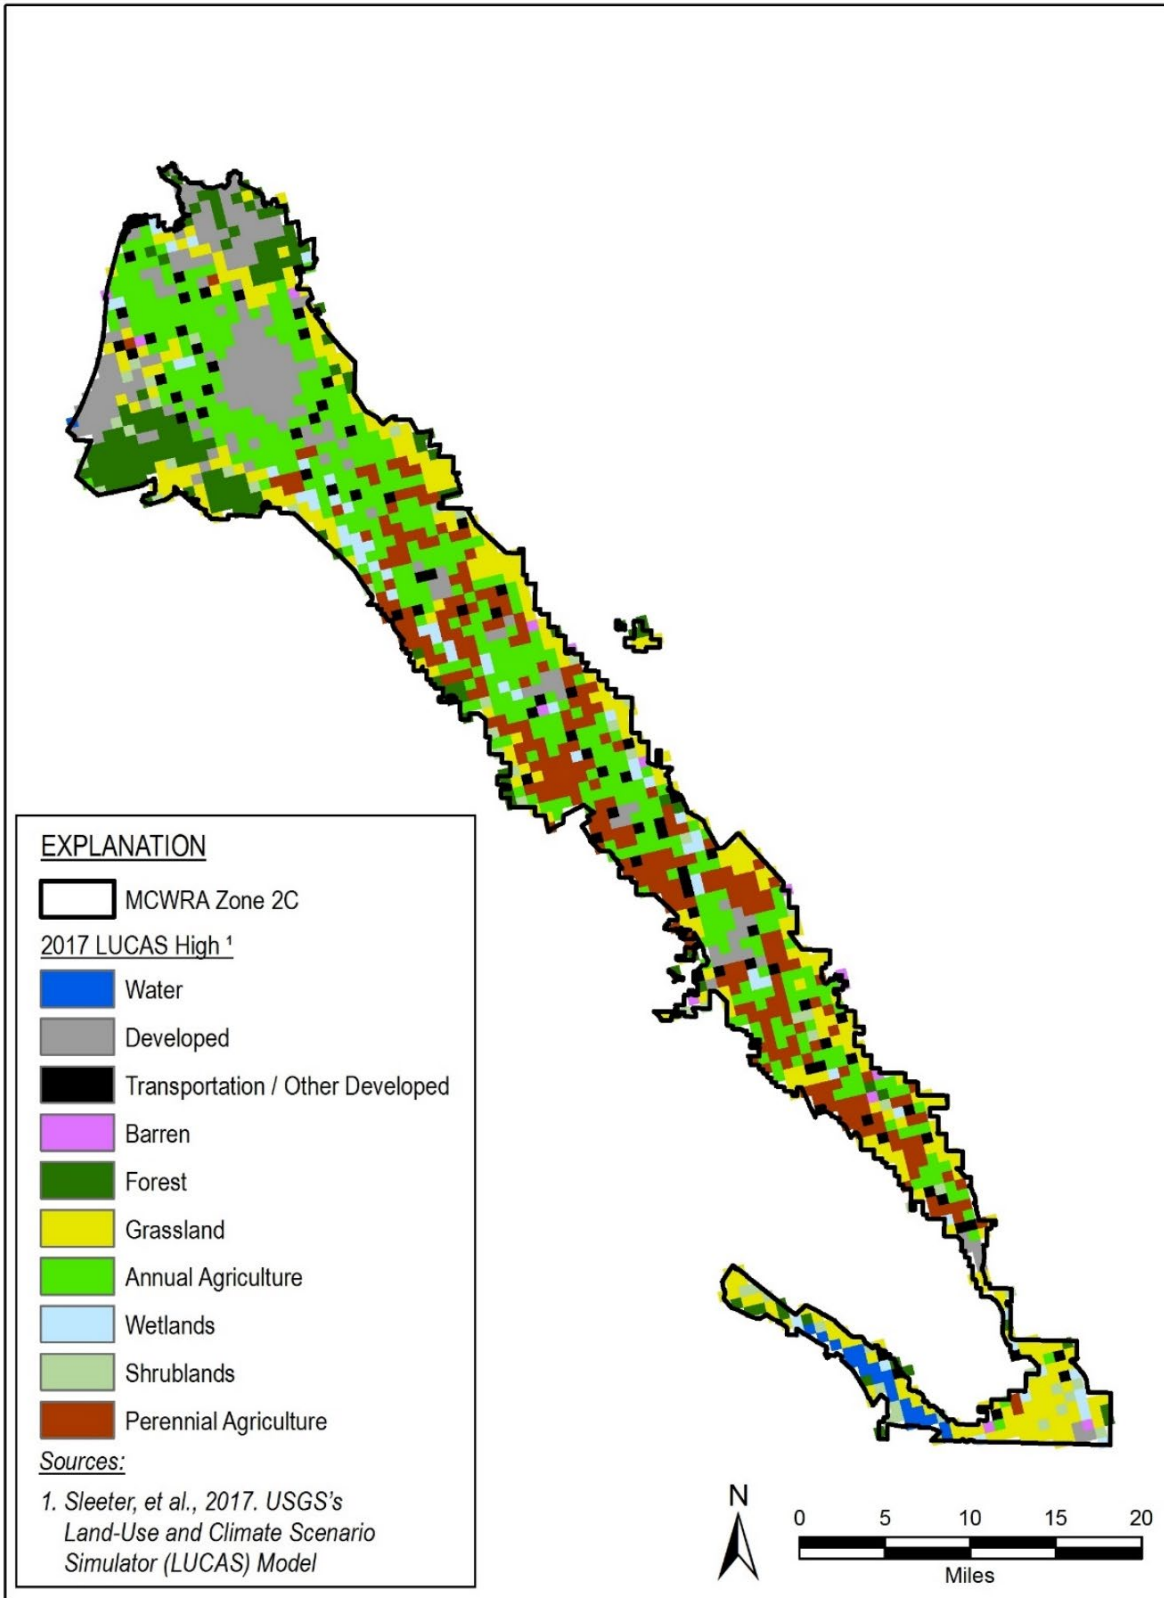 EXPLANATION
MCWRA Zone 2C
2017 LUCAS High ¹
Water
Developed
Transportation / Other Developed
Barren
Forest
Grassland
Annual Agriculture
Wetlands
Shrublands
Perennial Agriculture
Sources:
1. Sleeter, et al., 2017. USGS's
Land-Use and Climate Scenario
Simulator (LUCAS) Model
N
0 5 10 15 20
Miles